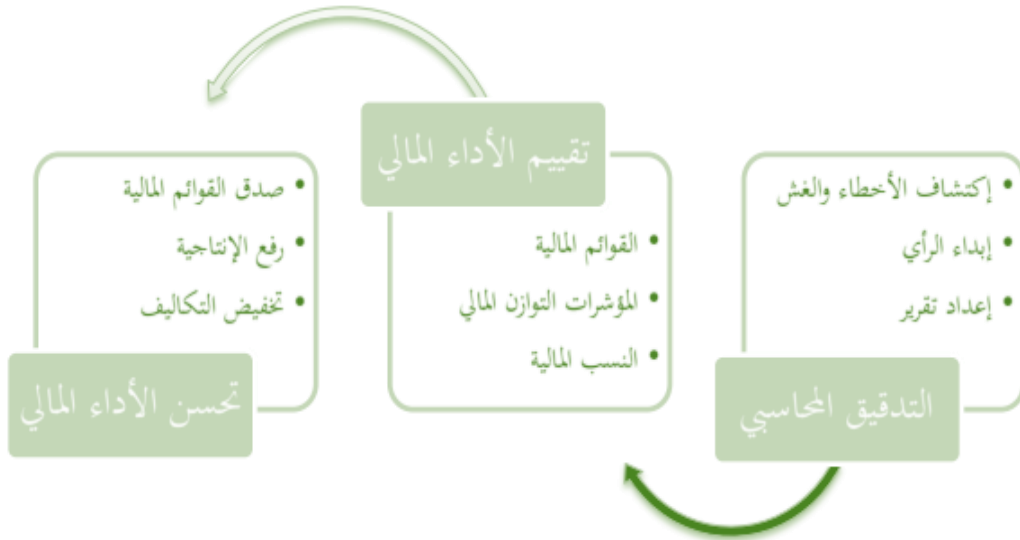 • إكتشاف الأخطاء والغش
• إبداء الرأي
• إعداد تقرير
التدقيق المحاسبي
تقييم الأداء المالي
• القوائم المالية
• المؤشرات التوازن المالي
• النسب المالية
• صدق القوائم المالية
• رفع الإنتاجية
• تخفيض التكاليف
تحسن الأداء المالي